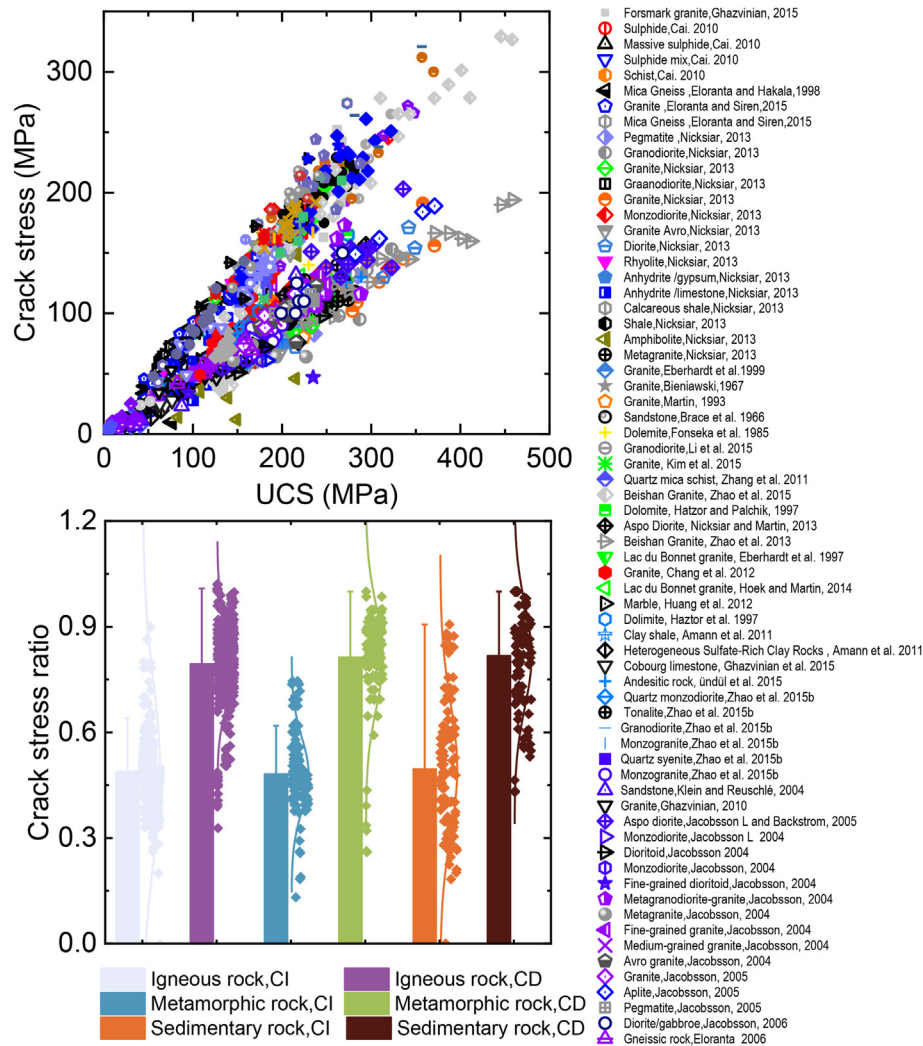 Crack stress (MPa)
300
200
100
0
0 100 200 300 400 500
UCS (MPa)
Crack stress ratio
1.2
0.9
0.6
0.3
0.0
Igneous rock,CI
Igneous rock,CD
Metamorphic rock,CI
Metamorphic rock,CD
Sedimentary rock,CI
Sedimentary rock,CD
Forsmark granite,Ghazvinian, 2015
Sulphide,Cai. 2010
Massive sulphide,Cai. 2010
Sulphide mix,Cai. 2010
Schist,Cai. 2010
Mica Gneiss,Eloranta and Hakala,1998
Granite ,Eloranta and Siren,2015
Mica Gneiss ,Eloranta and Siren,2015
Pegmatite ,Nicksiar, 2013
Granodiorite,Nicksiar, 2013
Granite,Nicksiar, 2013
Graanodiorite,Nicksiar, 2013
Granite,Nicksiar, 2013
Monzodiorite,Nicksiar, 2013
Granite Avro,Nicksiar, 2013
Diorite,Nicksiar, 2013
Rhyolite,Nicksiar, 2013
Anhydrite /gypsum,Nicksiar, 2013
Anhydrite /limestone,Nicksiar, 2013
Calcareous shale,Nicksiar, 2013
Shale,Nicksiar, 2013
Amphibolite,Nicksiar, 2013
Metagranite,Nicksiar, 2013
Granite,Eberhardt et al.1999
Granite,Bieniawski,1967
Granite,Martin, 1993
Sandstone,Brace et al. 1966
Dolemite,Fonseka et al. 1985
Granodiorite,Li et al. 2015
Granite, Kim et al. 2015
Quartz mica schist, Zhang et al. 2011
Beishan Granite, Zhao et al. 2015
Dolomite, Hatzor and Palchik, 1997
Aspo Diorite, Nicksiar and Martin, 2013
Beishan Granite, Zhao et al. 2013
Lac du Bonnet granite, Eberhardt et al. 1997
Granite, Chang et al. 2012
Lac du Bonnet granite, Hoek and Martin, 2014
Marble, Huang et al. 2012
Dolimite, Haztor et al. 1997
Clay shale, Amann et al. 2011
Heterogeneous Sulfate-Rich Clay Rocks , Amann et al. 2011
Cobourg limestone, Ghazvinian et al. 2015
Andesitic rock, ündül et al. 2015
Quartz monzodiorite,Zhao et al. 2015b
Tonalite,Zhao et al. 2015b
Granodiorite,Zhao et al. 2015b
Monzogranite,Zhao et al. 2015b
Quartz syenite,Zhao et al. 2015b
Monzogranite,Zhao et al. 2015b
Sandstone,Klein and Reuschlé, 2004
Granite,Ghazvinian, 2010
Aspo diorite,Jacobsson L and Backstrom, 2005
Monzodiorite,Jacobsson L 2004
Dioritoid,Jacobsson 2004
Monzodiorite,Jacobsson, 2004
Fine-grained dioritoid,Jacobsson, 2004
Metagranodiorite-granite,Jacobsson, 2004
Metagranite,Jacobsson, 2004
Fine-grained granite,Jacobsson, 2004
Medium-grained granite,Jacobsson, 2004
Avro granite,Jacobsson, 2004
Granite,Jacobsson, 2005
Aplite,Jacobsson, 2005
Pegmatite,Jacobsson, 2005
Diorite/gabbroe,Jacobsson, 2006
Gneissic rock,Eloranta 2006